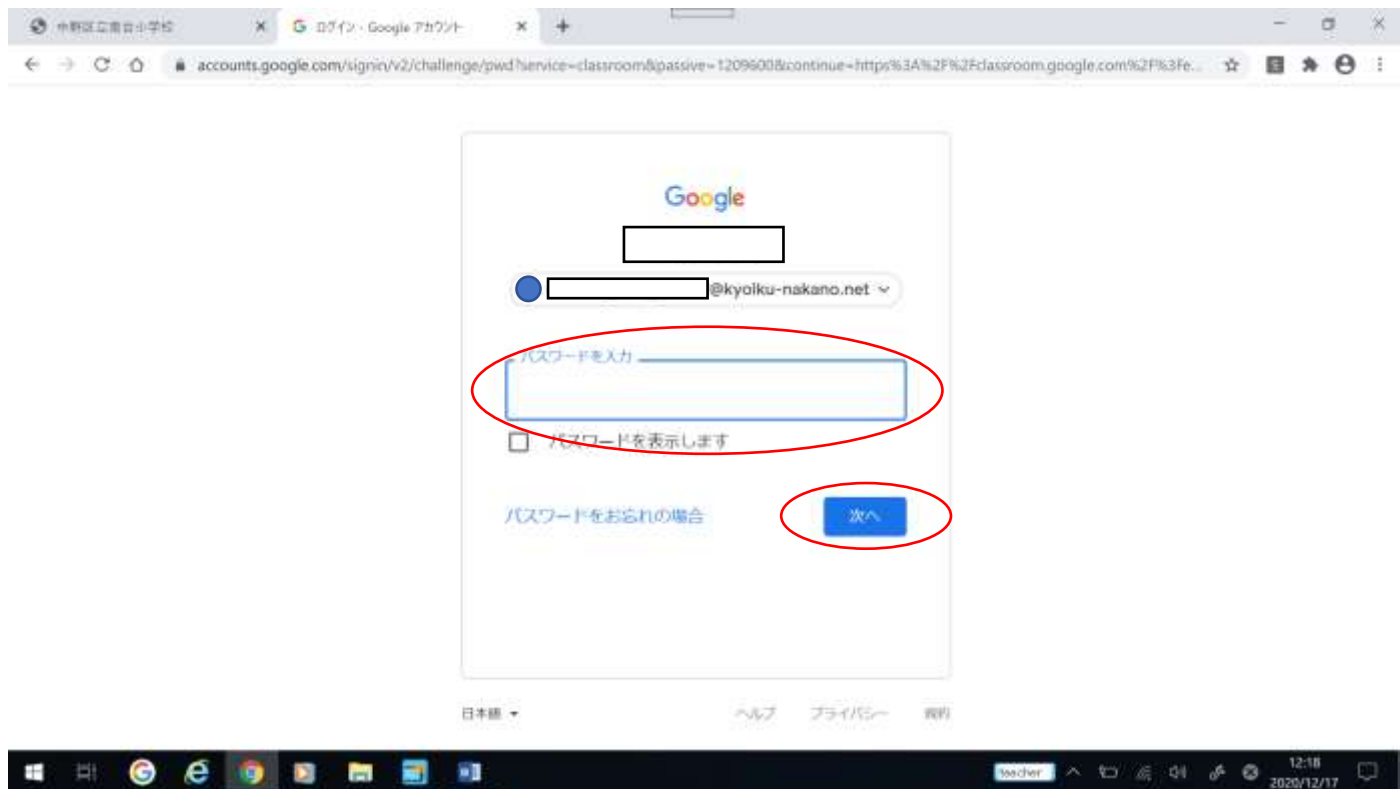 中野区立南台小学校
G ログイン - Google アカウント
accounts.google.com/signin/v2/challenge/pwd?service=classroom&passive=1209600&continue=https%3A%2F%2Fclassroom.google.com%2F%3Fe...
Google
@kyoiku-nakano.net
パスワードを入力
パスワードを表示します
パスワードをお忘れの場合
次へ
日本語
ヘルプ プライバシー 規約
teacher
12:18
2020/12/17